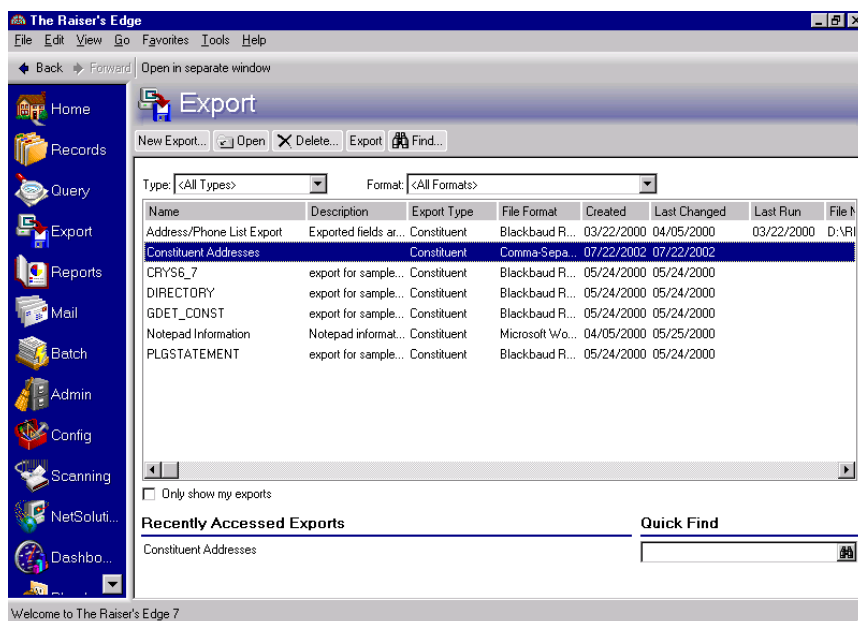 The Raiser's Edge
File Edit View Go Favorites Tools Help
Back Forward Open in separate window
Export
New Export... Open Delete... Export Find...
Home
Records
Query
Export
Reports
Mail
Batch
Admin
Config
Scanning
NetSoluti...
Dashbo...
Type: <All Types> Format: <All Formats>
Name Description Export Type File Format Created Last Changed Last Run File N
Address/Phone List Export Exported fields ar... Constituent Blackbaud R... 03/22/2000 04/05/2000 03/22/2000 D:\RI
Constituent Addresses Constituent Comma-Sepa... 07/22/2002 07/22/2002
CRYS6_7 export for sample... Constituent Blackbaud R... 05/24/2000 05/24/2000
DIRECTORY export for sample... Constituent Blackbaud R... 05/24/2000 05/24/2000
GDET_CONST export for sample... Constituent Blackbaud R... 05/24/2000 05/24/2000
Notepad Information Notepad informat... Constituent Microsoft Wo... 04/05/2000 05/25/2000
PLGSTATEMENT export for sample... Constituent Blackbaud R... 05/24/2000 05/24/2000
Only show my exports
Recently Accessed Exports Quick Find
Constituent Addresses
Welcome to The Raiser's Edge 7